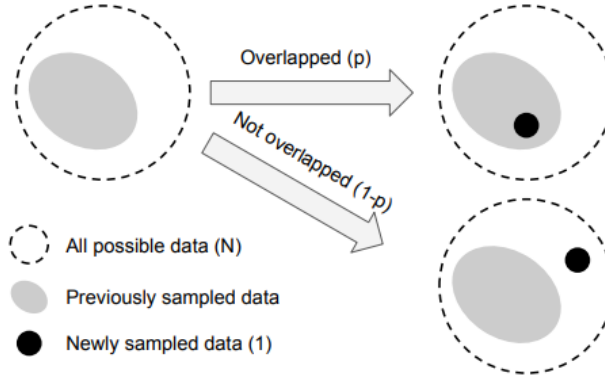 Overlapped (p)
Not overlapped (1-p)
All possible data (N)
Previously sampled data
Newly sampled data (1)